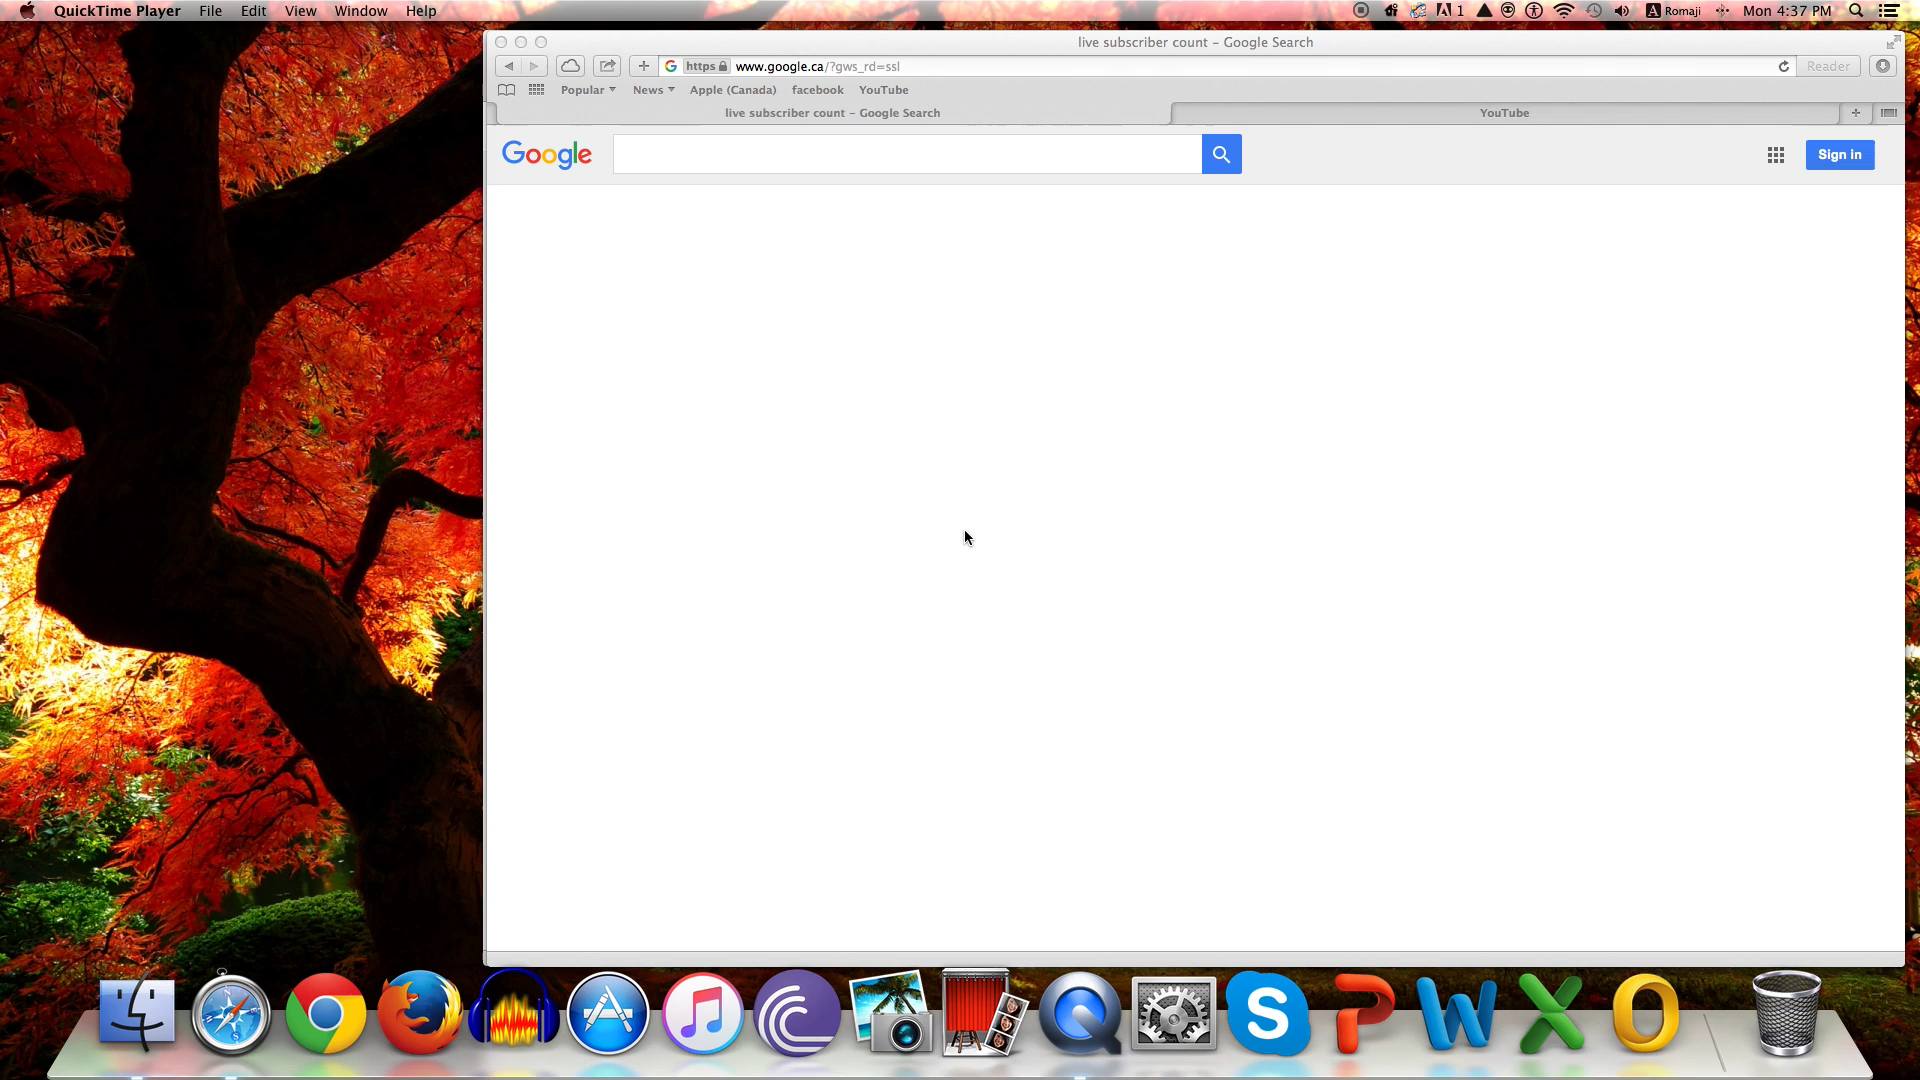 QuickTime Player File Edit View Window Help
1 A Romaji Mon 4:37 PM
live subscriber count – Google Search
https www.google.ca/?gws_rd=ssl Reader
Popular News Apple (Canada) facebook YouTube
live subscriber count – Google Search YouTube
Google Sign in